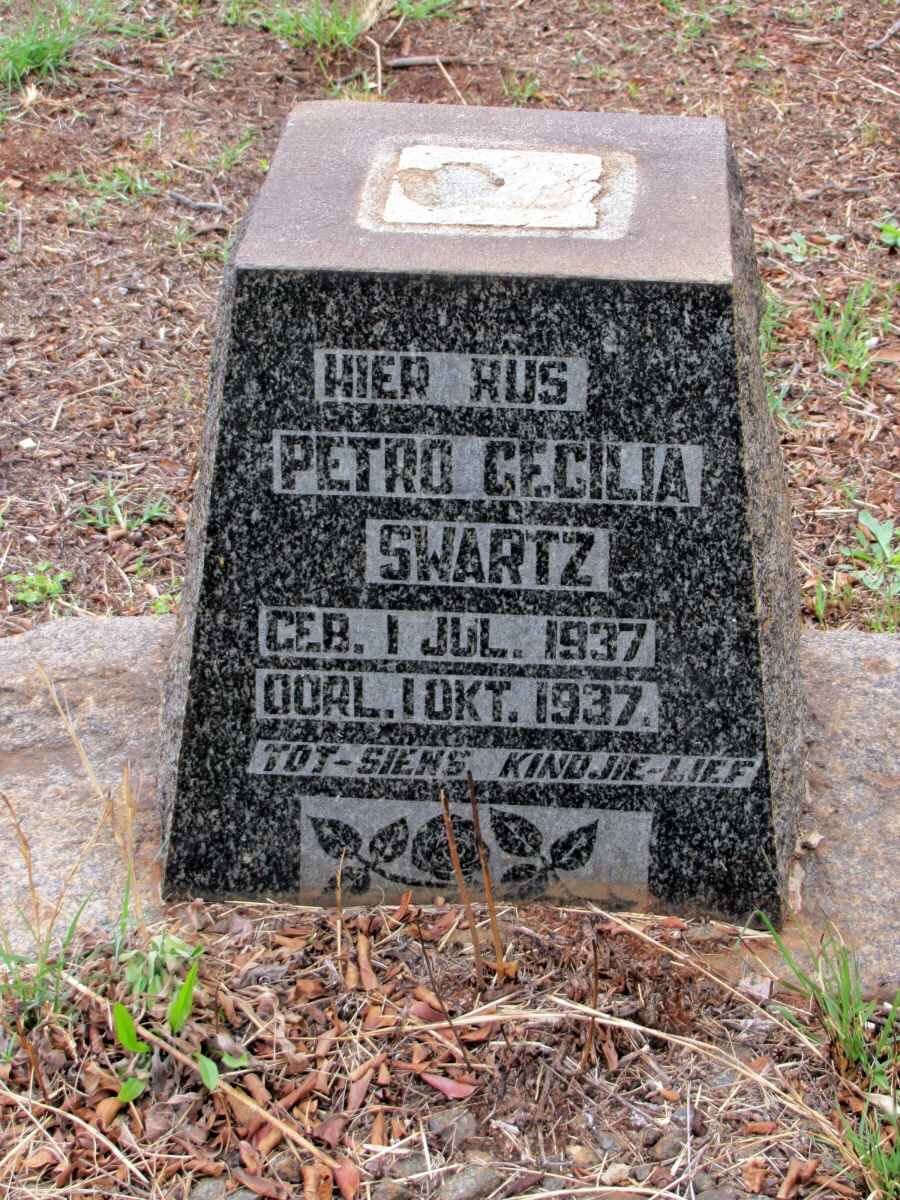 HIER RUS
PETRO CECILIA
SWARTZ
GEB. 1 JUL. 1937
OORL. 1 OKT. 1937.
TOT-SIENS KINDJIE-LIEF